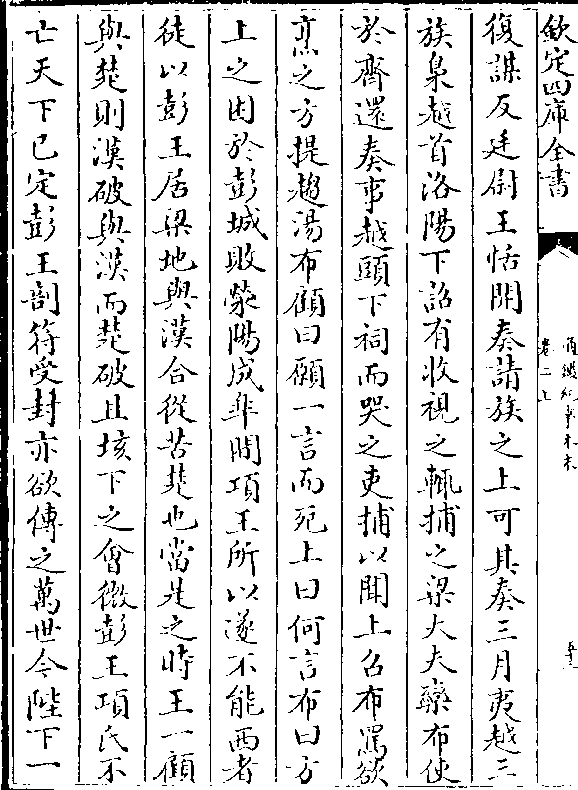 欽定四庫全書
通鑑紀事本末
卷二上
復謀反廷尉王恬開奏請族之上可其奏三月夷越三
族梟越首洛陽下詔有收視之輒捕之梁大夫欒布使
於齊還奏事越頭下祠而哭之吏捕以聞上召布罵欲
烹之方提趨湯布顧曰願一言而死上曰何言布曰方
上之困於彭城敗滎陽成皋間項王所以遂不能西者
徒以彭王居梁地與漢合從苦楚也當是之時王一顧
與楚則漢破與漢而楚破且垓下之會微彭王項氏不
亡天下已定彭王剖符受封亦欲傳之萬世今陛下一